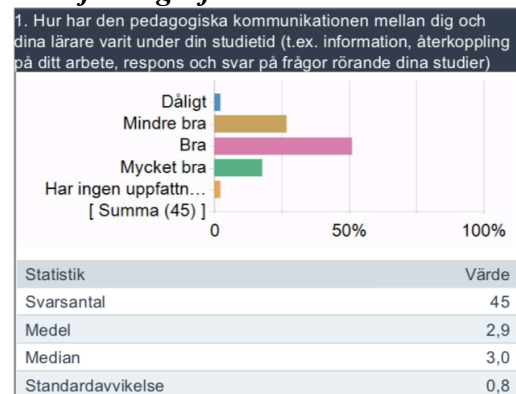 1. Hur har den pedagogiska kommunikationen mellan dig och
dina lärare varit under din studietid (t.ex. information, återkoppling
på ditt arbete, respons och svar på frågor rörande dina studier)
Dåligt
Mindre bra
Bra
Mycket bra
Har ingen uppfattn...
[ Summa (45) ]
0 50% 100%
Statistik Värde
Svarsantal 45
Medel 2,9
Median 3,0
Standardavvikelse 0,8